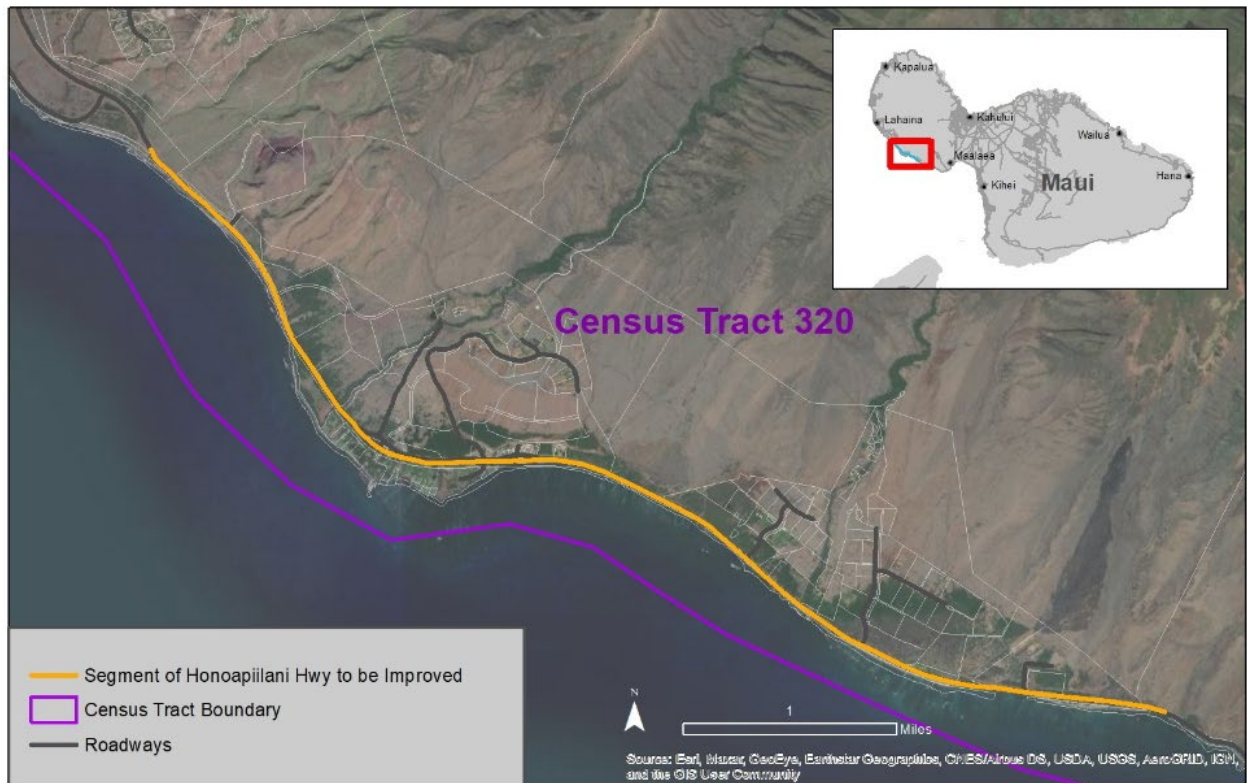 Kapalua
Lahaina
Kahului
Wailua
Maalaea
Hana
Kihei
Maui
Census Tract 320
Segment of Honoapiilani Hwy to be Improved
Census Tract Boundary
Roadways
N
1
Miles
Source: Esri, Maxar, GeoEye, Earthstar Geographics, CNES/Airbus DS, USDA, USGS, AeroGRID, IGN,
and the GIS User Community